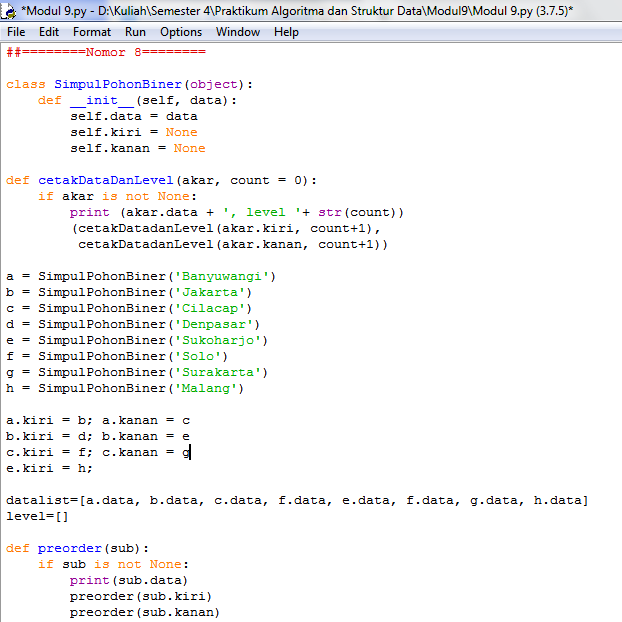 *Modul 9.py - D:\Kuliah\Semester 4\Praktikum Algoritma dan Struktur Data\Modul9\Modul 9.py (3.7.5)*
File Edit Format Run Options Window Help
##========Nomor 8========

class SimpulPohonBiner(object):
    def __init__(self, data):
        self.data = data
        self.kiri = None
        self.kanan = None

def cetakDataDanLevel(akar, count = 0):
    if akar is not None:
        print (akar.data + ', level '+ str(count))
        (cetakDatadanLevel(akar.kiri, count+1),
         cetakDatadanLevel(akar.kanan, count+1))

a = SimpulPohonBiner('Banyuwangi')
b = SimpulPohonBiner('Jakarta')
c = SimpulPohonBiner('Cilacap')
d = SimpulPohonBiner('Denpasar')
e = SimpulPohonBiner('Sukoharjo')
f = SimpulPohonBiner('Solo')
g = SimpulPohonBiner('Surakarta')
h = SimpulPohonBiner('Malang')

a.kiri = b; a.kanan = c
b.kiri = d; b.kanan = e
c.kiri = f; c.kanan = g
e.kiri = h;

datalist=[a.data, b.data, c.data, f.data, e.data, f.data, g.data, h.data]
level=[]

def preorder(sub):
    if sub is not None:
        print(sub.data)
        preorder(sub.kiri)
        preorder(sub.kanan)